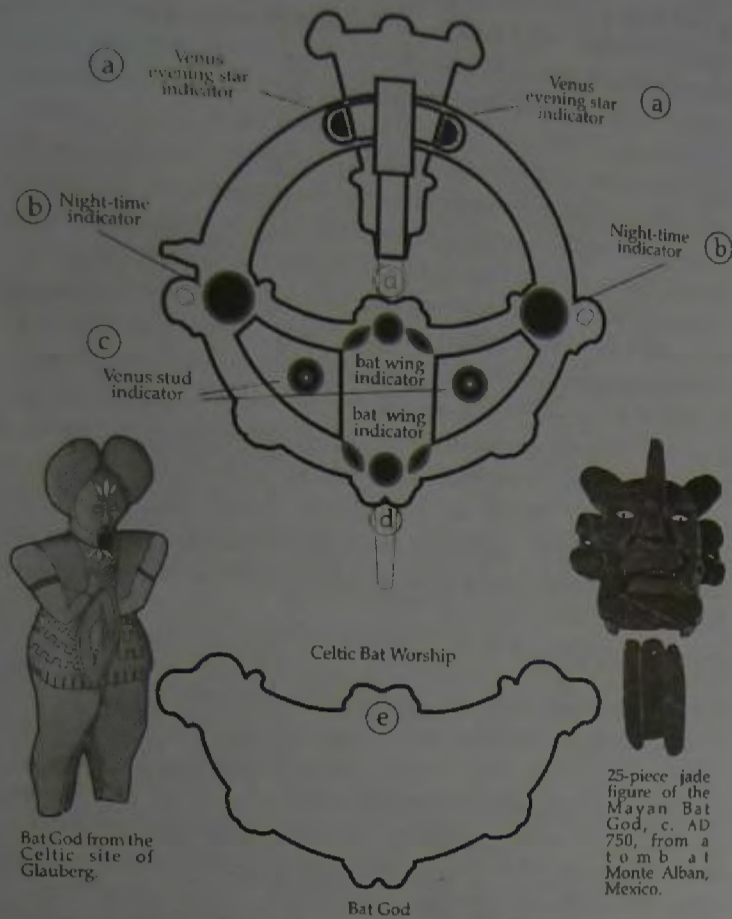 a
Venus
evening star
indicator
Venus
evening star
indicator
a
b
Night-time
indicator
Night-time
indicator
b
d
c
Venus stud
indicator
bat wing
indicator
bat wing
indicator
d
Celtic Bat Worship
e
Bat God from the
Celtic site of
Glauberg.
25-piece jade
figure of the
Mayan Bat
God, c. AD
750, from a
tomb at
Monte Alban,
Mexico.
Bat God